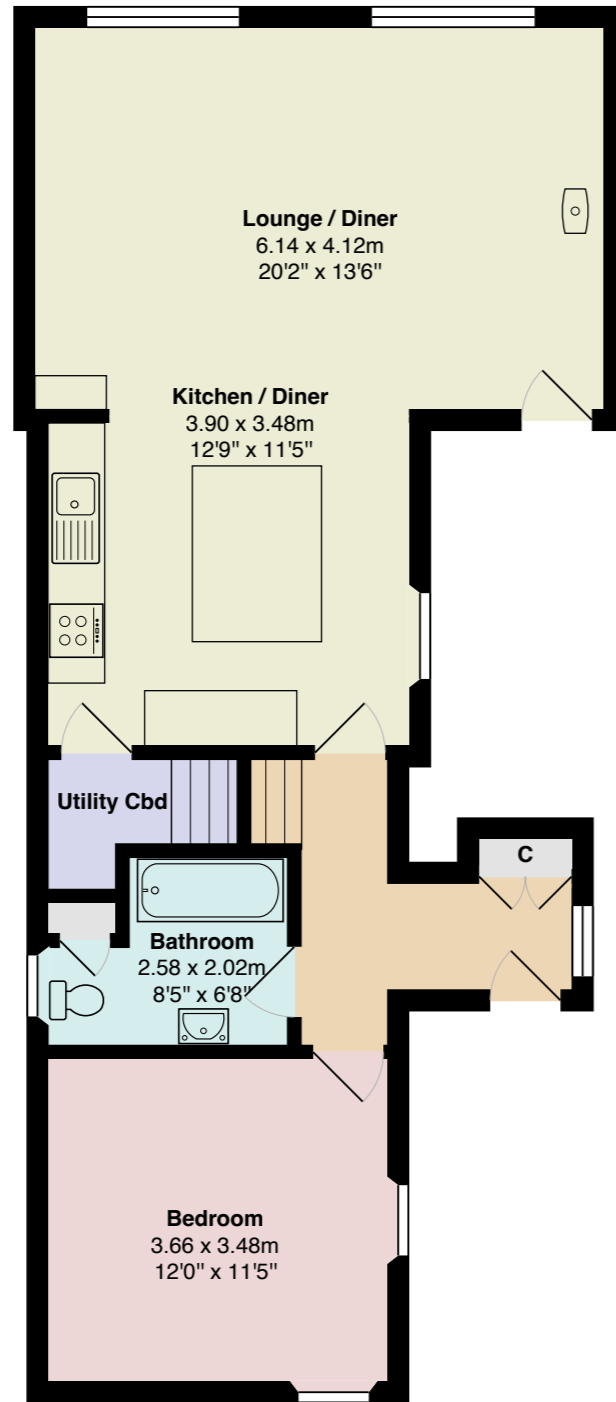 Lounge / Diner
6.14 x 4.12m
20'2" x 13'6"
Kitchen / Diner
3.90 x 3.48m
12'9" x 11'5"
Utility Cbd
C
Bathroom
2.58 x 2.02m
8'5" x 6'8"
Bedroom
3.66 x 3.48m
12'0" x 11'5"